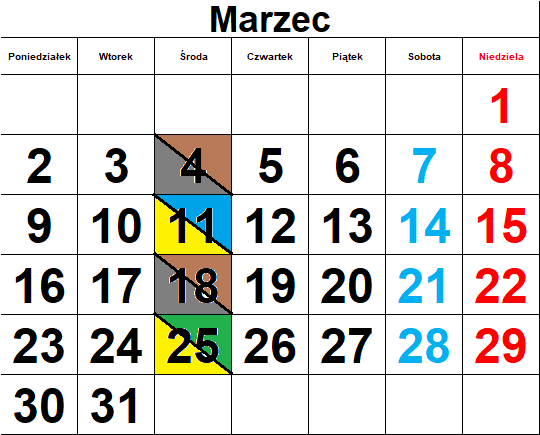 Marzec
Poniedziałek Wtorek Środa Czwartek Piątek Sobota Niedziela
1
2 3 4 5 6 7 8
9 10 11 12 13 14 15
16 17 18 19 20 21 22
23 24 25 26 27 28 29
30 31